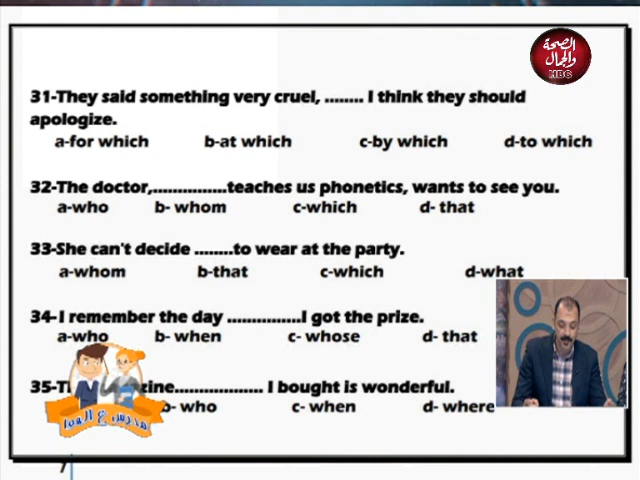 الصحة
والجمال
HBC
31-They said something very cruel, ........ I think they should
apologize.
a-for which b-at which c-by which d-to which
32-The doctor,...............teaches us phonetics, wants to see you.
a-who b- whom c-which d- that
33-She can't decide ........to wear at the party.
a-whom b-that c-which d-what
34-I remember the day ...............I got the prize.
a-who b- when c- whose d- that
35-T zine.................. I bought is wonderful.
b- who c- when d- where
مدرس ع الهوا